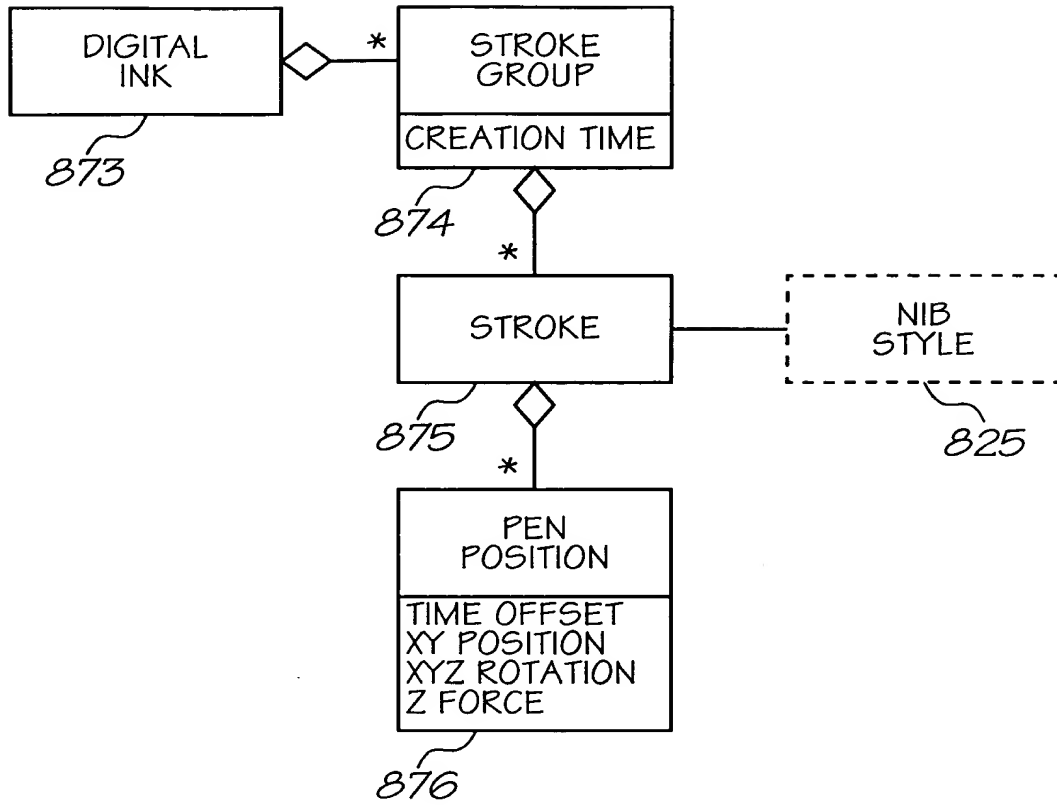 DIGITAL
INK
873
*
STROKE
GROUP
CREATION TIME
874
*
STROKE
875
NIB
STYLE
825
*
PEN
POSITION
TIME OFFSET
XY POSITION
XYZ ROTATION
Z FORCE
876